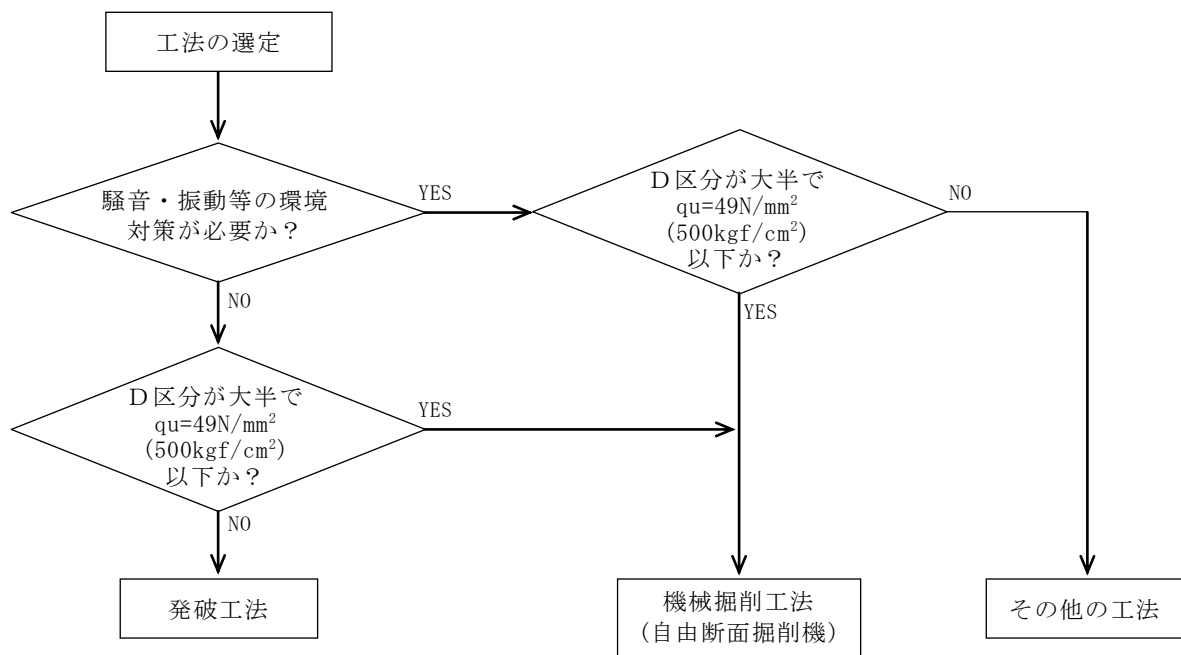 工法の選定
騒音・振動等の環境
対策が必要か？
YES
NO
D区分が大半で
qu=49N/mm²
(500kgf/cm²)
以下か？
NO
YES
D区分が大半で
qu=49N/mm²
(500kgf/cm²)
以下か？
YES
NO
発破工法
機械掘削工法
(自由断面掘削機)
その他の工法